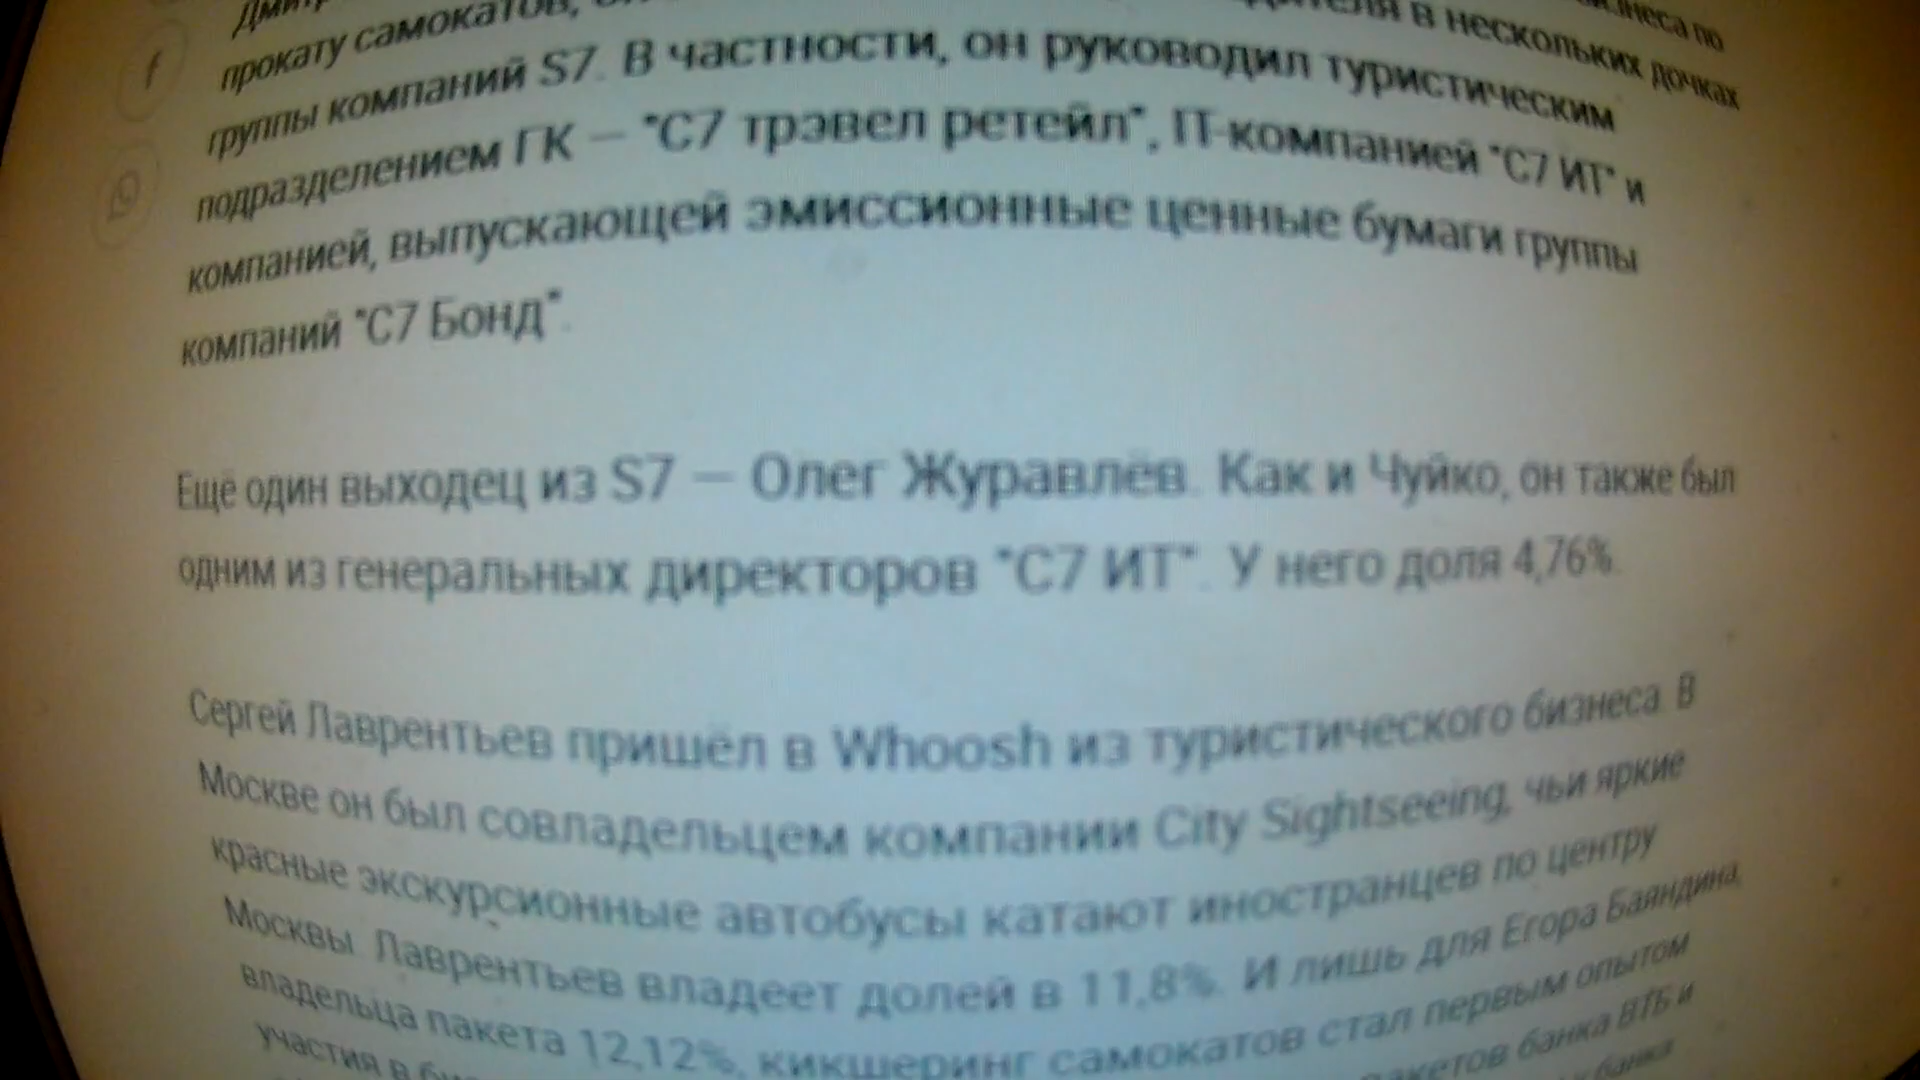 прокату самокатов,
в нескольких дочках
группы компаний S7. В частности, он руководил туристическим
подразделением ГК — "С7 трэвел ретейл", IT-компанией "С7 ИТ" и
компанией, выпускающей эмиссионные ценные бумаги группы
компаний "С7 Бонд".
Ещё один выходец из S7 — Олег Журавлёв. Как и Чуйко, он также был
одним из генеральных директоров "С7 ИТ". У него доля 4,76%.
Сергей Лаврентьев пришёл в Whoosh из туристического бизнеса. В
Москве он был совладельцем компании City Sightseeing, чьи яркие
красные экскурсионные автобусы катают иностранцев по центру
Москвы. Лаврентьев владеет долей в 11,8%. И лишь для Егора Баяндина,
владельца пакета 12,12%, кикшеринг самокатов стал первым опытом
участия в
банка ВТБ и
банка